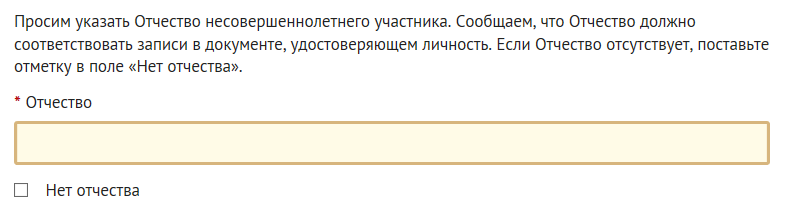 Просим указать Отчество несовершеннолетнего участника. Сообщаем, что Отчество должно
соответствовать записи в документе, удостоверяющем личность. Если Отчество отсутствует, поставьте
отметку в поле «Нет отчества».
* Отчество
Нет отчества